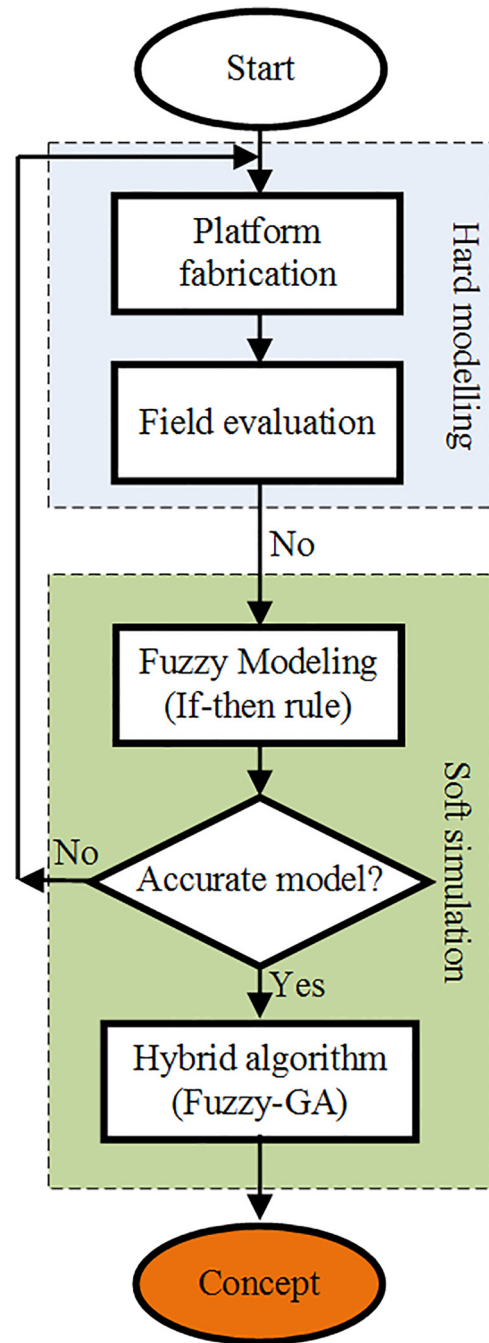 Start
Platform
fabrication
Hard modelling
Field evaluation
No
Fuzzy Modeling
(If-then rule)
Soft simulation
No
Accurate model?
Yes
Hybrid algorithm
(Fuzzy-GA)
Concept